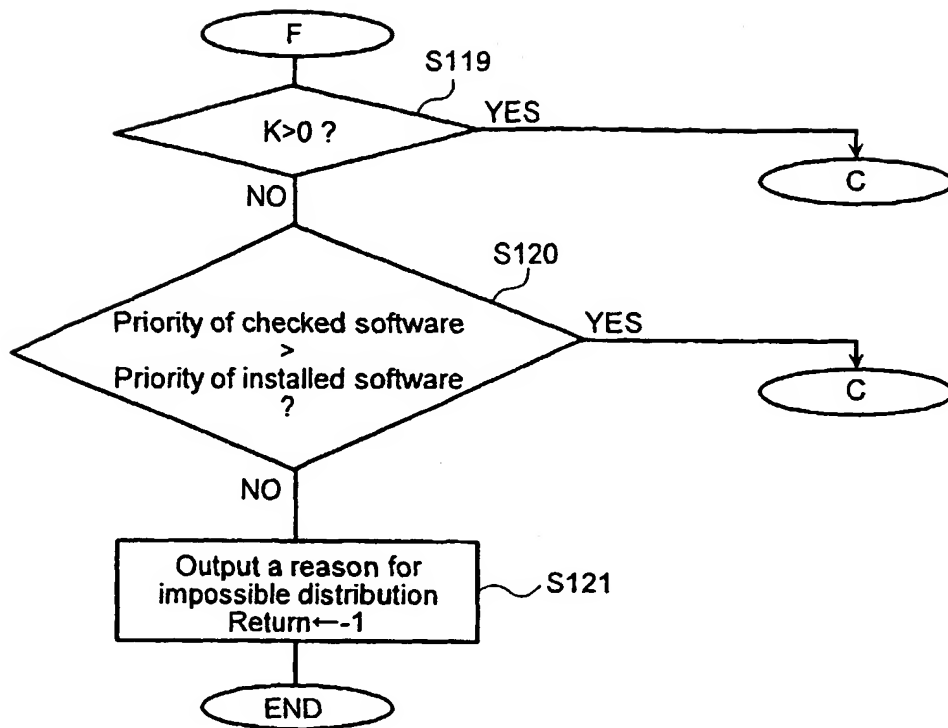 F
S119
K>0 ?
YES
C
NO
S120
Priority of checked software
>
Priority of installed software
?
YES
C
NO
Output a reason for
impossible distribution
Return←-1
S121
END